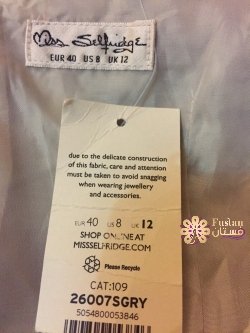 Miss Selfridge
EUR 40 US 8 UK 12
due to the delicate construction
of this fabric, care and attention
must be taken to avoid snagging
when wearing jewellery
and accessories.
EUR 40 US 8 UK 12
SHOP ONLINE AT
MISSSELFRIDGE.COM
Please Recycle
CAT:109
26007SGRY
5054800053846
Fustan
فستان